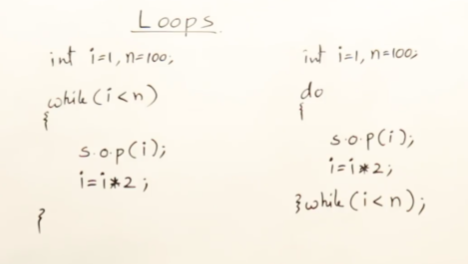 Loops
int i=1, n=100;
while(i<n)
{
s.o.p(i);
i=i*2;
}
int i=1, n=100;
do
{
s.o.p(i);
i=i*2;
}while(i<n);